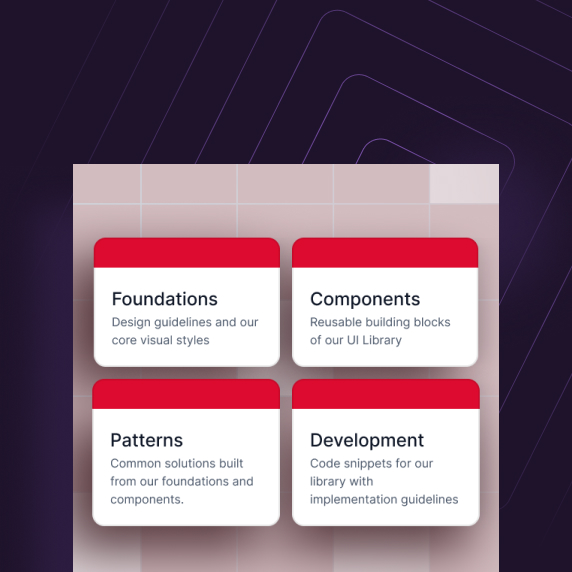 Foundations
Design guidelines and our
core visual styles
Components
Reusable building blocks
of our UI Library
Patterns
Common solutions built
from our foundations and
components.
Development
Code snippets for our
library with
implementation guidelines